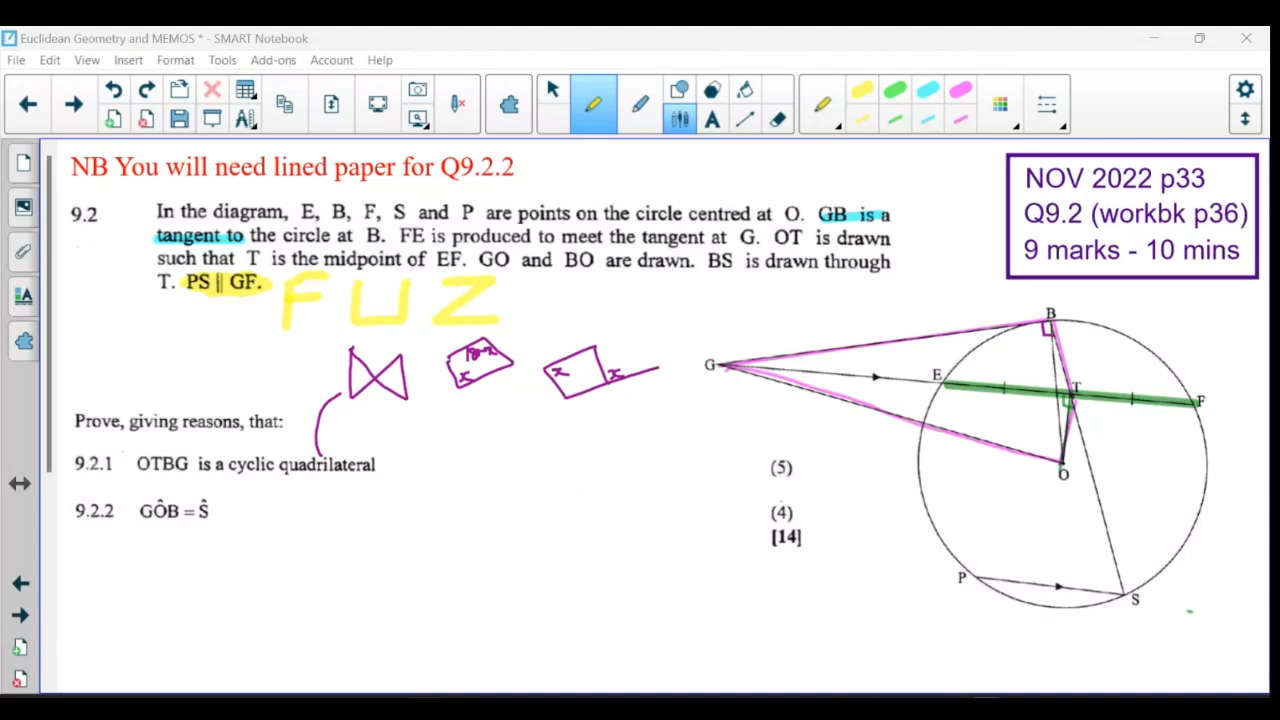 Euclidean Geometry and MEMOS * - SMART Notebook
File Edit View Insert Format Tools Add-ons Account Help
NB You will need lined paper for Q9.2.2
NOV 2022 p33
Q9.2 (workbk p36)
9 marks - 10 mins
9.2 In the diagram, E, B, F, S and P are points on the circle centred at O. GB is a
tangent to the circle at B. FE is produced to meet the tangent at G. OT is drawn
such that T is the midpoint of EF. GO and BO are drawn. BS is drawn through
T. PS || GF.
F U Z
x 180-x
x x
B
G
E
T
F
O
P
S
Prove, giving reasons, that:
9.2.1 OTBG is a cyclic quadrilateral (5)
9.2.2 GÔB = Ŝ (4)
[14]